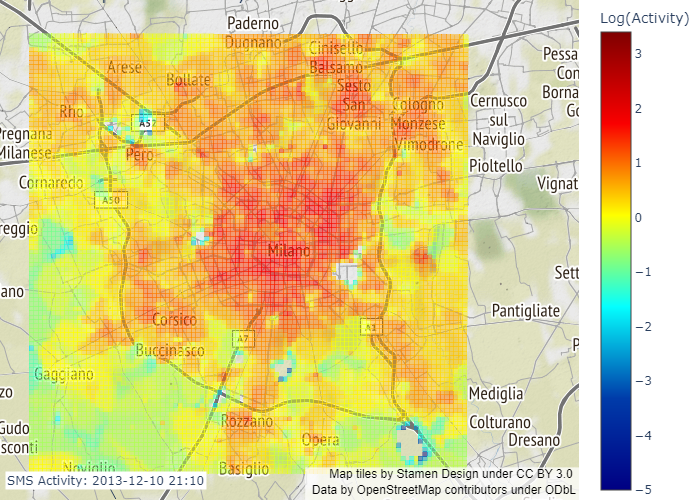 Paderno
Dugnano
Log(Activity)
Cinisello
Balsamo
Arese
Bollate
Sesto
San
Giovanni
Pessa
Con
Borna
Go
Rho
A52
Cologno
Monzese
Cernusco
sul
Naviglio
Pregnana
Milanese
Pero
Vimodrone
Pioltello
Cornaredo
A50
Vignat
reggio
Milano
Sett
ano
Pantigliate
Corsico
A7
A1
Buccinasco
P
Gaggiano
zo
Mediglia
Rozzano
Colturano
Gudo
sconti
Opera
Dresano
Noviglio
Basiglio
SMS Activity: 2013-12-10 21:10
Map tiles by Stamen Design under CC BY 3.0
Data by OpenStreetMap contributors under ODbL
3
2
1
0
−1
−2
−3
−4
−5